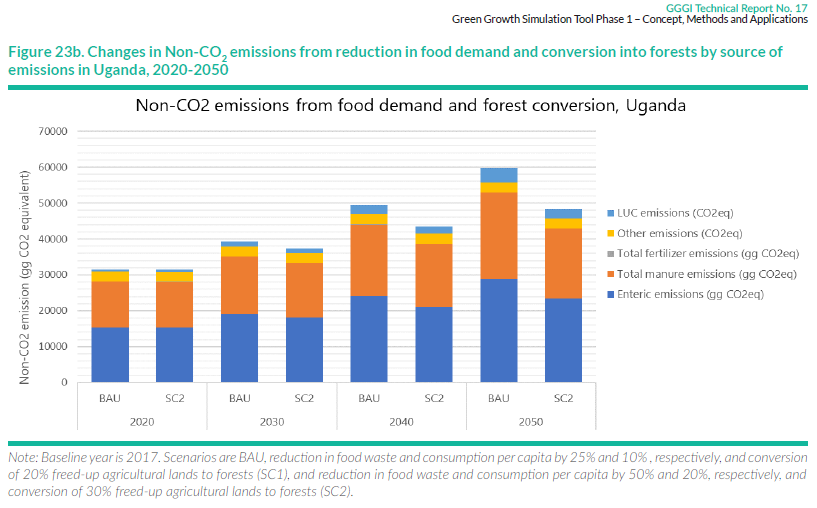 GGGI Technical Report No. 17
Green Growth Simulation Tool Phase 1 – Concept, Methods and Applications
Figure 23b. Changes in Non-CO2 emissions from reduction in food demand and conversion into forests by source of
emissions in Uganda, 2020-2050
Non-CO2 emissions from food demand and forest conversion, Uganda
Non-CO2 emission (gg CO2 equivalent)
70000
60000
50000
40000
30000
20000
10000
0
BAU SC2 BAU SC2 BAU SC2 BAU SC2
2020 2030 2040 2050
LUC emissions (CO2eq)
Other emissions (CO2eq)
Total fertilizer emissions (gg CO2eq)
Total manure emissions (gg CO2eq)
Enteric emissions (gg CO2eq)
Note: Baseline year is 2017. Scenarios are BAU, reduction in food waste and consumption per capita by 25% and 10% , respectively, and conversion
of 20% freed-up agricultural lands to forests (SC1), and reduction in food waste and consumption per capita by 50% and 20%, respectively, and
conversion of 30% freed-up agricultural lands to forests (SC2).